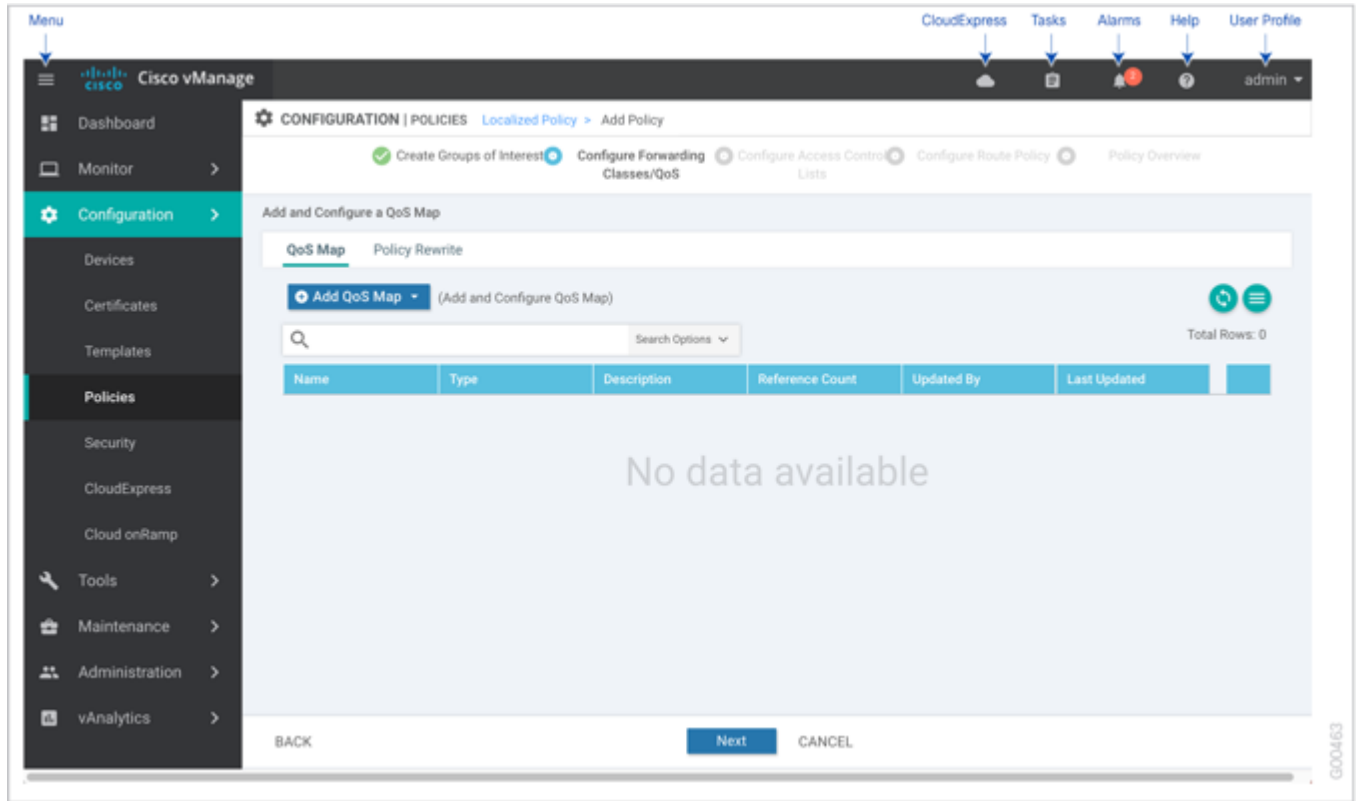 Menu
CloudExpress
Tasks
Alarms
Help
User Profile
CISCO
Cisco vManage
admin
Dashboard
Monitor
Configuration
Devices
Certificates
Templates
Policies
Security
CloudExpress
Cloud onRamp
Tools
Maintenance
Administration
vAnalytics
CONFIGURATION | POLICIES Localized Policy > Add Policy
Create Groups of Interest
Configure Forwarding
Classes/QoS
Configure Access Control
Lists
Configure Route Policy
Policy Overview
Add and Configure a QoS Map
QoS Map
Policy Rewrite
Add QoS Map
(Add and Configure QoS Map)
Search Options
Total Rows: 0
Name
Type
Description
Reference Count
Updated By
Last Updated
No data available
BACK
Next
CANCEL
G00463